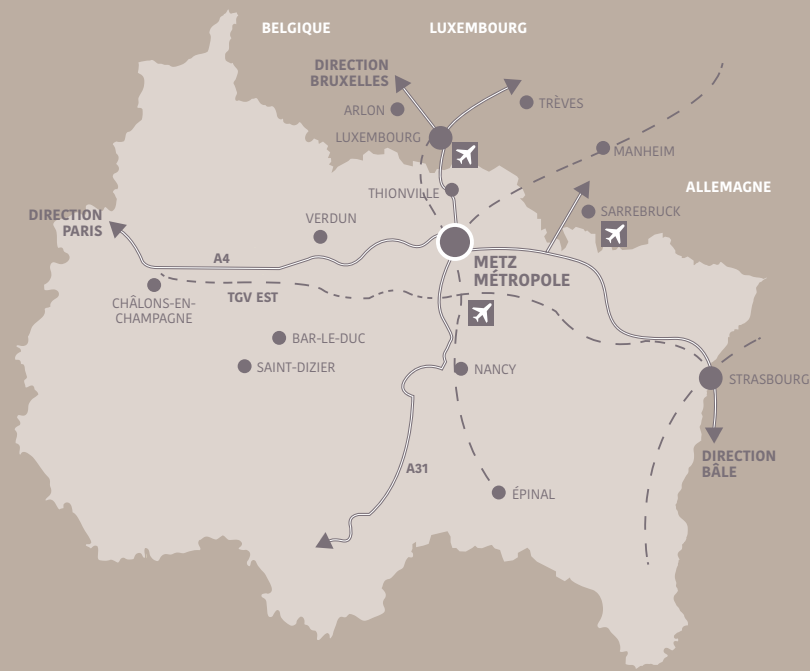 BELGIQUE
LUXEMBOURG
DIRECTION
BRUXELLES
ARLON
TRÈVES
LUXEMBOURG
MANHEIM
THIONVILLE
ALLEMAGNE
DIRECTION
PARIS
VERDUN
SARREBRUCK
A4
METZ
MÉTROPOLE
CHÂLONS-EN-
CHAMPAGNE
TGV EST
BAR-LE-DUC
SAINT-DIZIER
NANCY
STRASBOURG
DIRECTION
BÂLE
A31
ÉPINAL